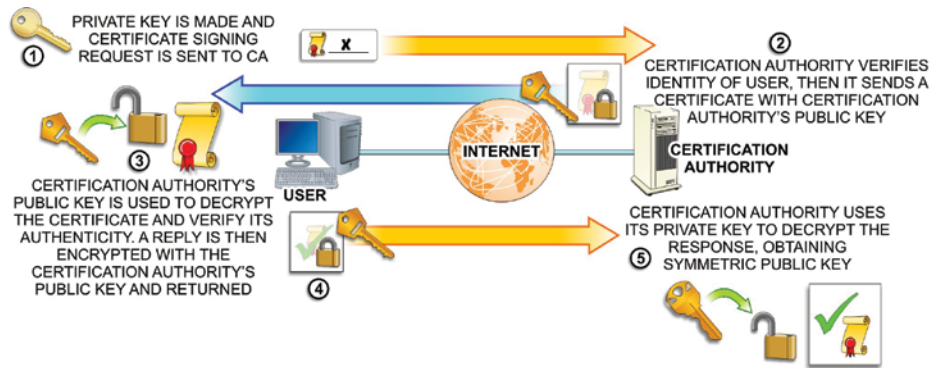 PRIVATE KEY IS MADE AND
CERTIFICATE SIGNING
REQUEST IS SENT TO CA
1
X
2
CERTIFICATION AUTHORITY VERIFIES
IDENTITY OF USER, THEN IT SENDS A
CERTIFICATE WITH CERTIFICATION
AUTHORITY'S PUBLIC KEY
INTERNET
CERTIFICATION
AUTHORITY
USER
3
CERTIFICATION AUTHORITY'S
PUBLIC KEY IS USED TO DECRYPT
THE CERTIFICATE AND VERIFY ITS
AUTHENTICITY. A REPLY IS THEN
ENCRYPTED WITH THE
CERTIFICATION AUTHORITY'S
PUBLIC KEY AND RETURNED
4
CERTIFICATION AUTHORITY USES
ITS PRIVATE KEY TO DECRYPT THE
RESPONSE, OBTAINING
5 SYMMETRIC PUBLIC KEY